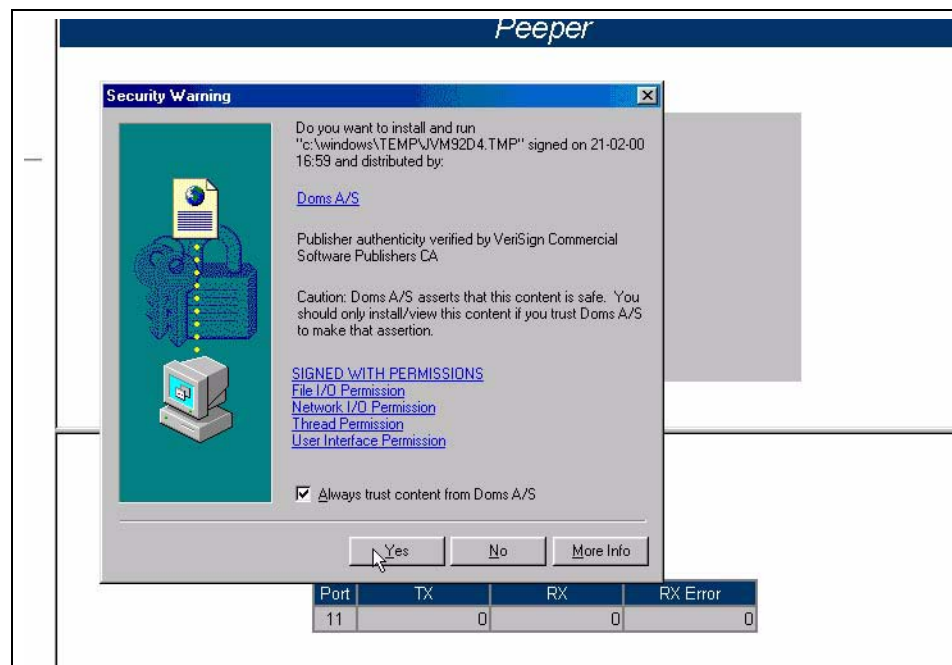 Peeper
Security Warning
Do you want to install and run
"c:\windows\TEMP\JVM92D4.TMP" signed on 21-02-00
16:59 and distributed by:
Doms A/S
Publisher authenticity verified by VeriSign Commercial
Software Publishers CA
Caution: Doms A/S asserts that this content is safe. You
should only install/view this content if you trust Doms A/S
to make that assertion.
SIGNED WITH PERMISSIONS
File I/O Permission
Network I/O Permission
Thread Permission
User Interface Permission
Always trust content from Doms A/S
Yes No More Info
Port TX RX RX Error
11 0 0 0